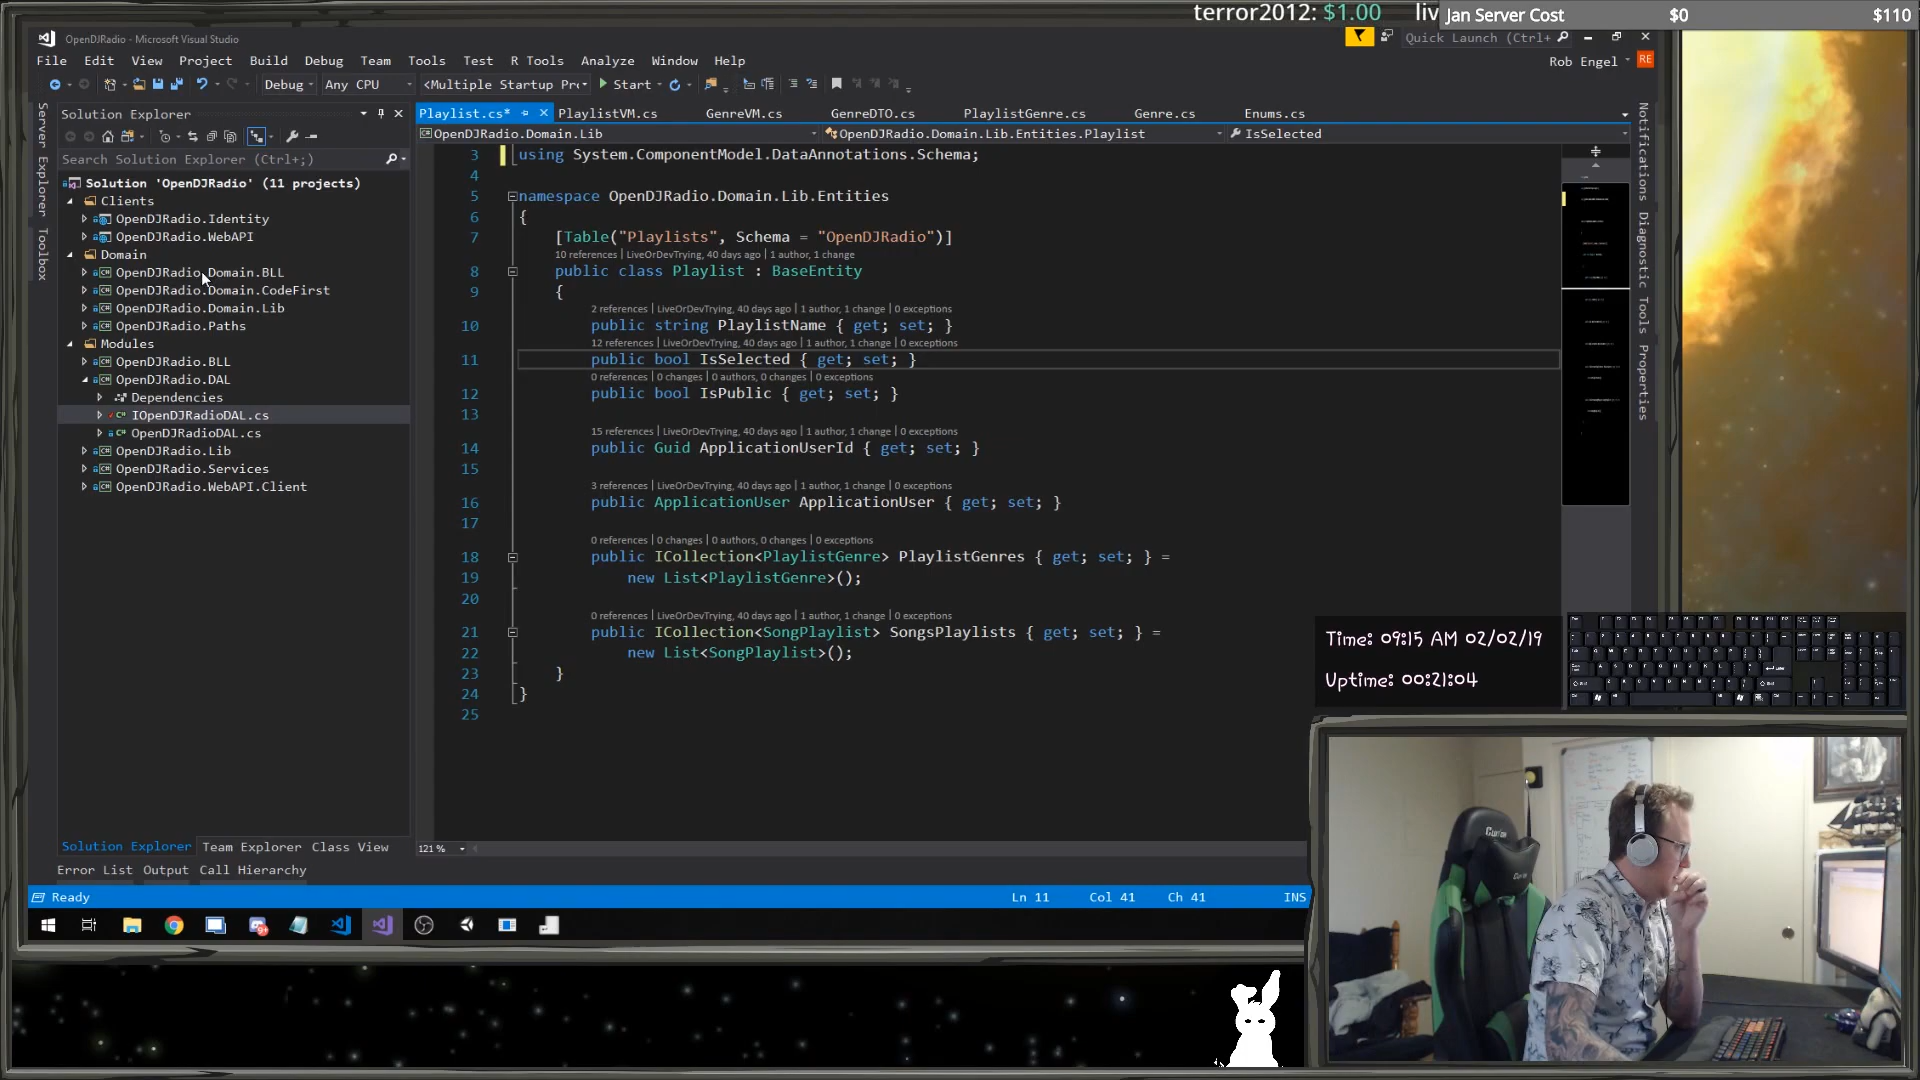 terror2012: $1.00 liv
Jan Server Cost $0 $110
OpenDJRadio - Microsoft Visual Studio
Quick Launch (Ctrl+
File Edit View Project Build Debug Team Tools Test R Tools Analyze Window Help
Rob Engel RE
Debug Any CPU <Multiple Startup Pr Start
Server Explorer
Toolbox
Solution Explorer
Search Solution Explorer (Ctrl+;)
Solution 'OpenDJRadio' (11 projects)
Clients
OpenDJRadio.Identity
OpenDJRadio.WebAPI
Domain
OpenDJRadio.Domain.BLL
OpenDJRadio.Domain.CodeFirst
OpenDJRadio.Domain.Lib
OpenDJRadio.Paths
Modules
OpenDJRadio.BLL
OpenDJRadio.DAL
Dependencies
IOpenDJRadioDAL.cs
OpenDJRadioDAL.cs
OpenDJRadio.Lib
OpenDJRadio.Services
OpenDJRadio.WebAPI.Client
Solution Explorer Team Explorer Class View
Playlist.cs* PlaylistVM.cs GenreVM.cs GenreDTO.cs PlaylistGenre.cs Genre.cs Enums.cs
OpenDJRadio.Domain.Lib OpenDJRadio.Domain.Lib.Entities.Playlist IsSelected
3 using System.ComponentModel.DataAnnotations.Schema;
4
5 namespace OpenDJRadio.Domain.Lib.Entities
6 {
7 [Table("Playlists", Schema = "OpenDJRadio")]
10 references | LiveOrDevTrying, 40 days ago | 1 author, 1 change
8 public class Playlist : BaseEntity
9 {
2 references | LiveOrDevTrying, 40 days ago | 1 author, 1 change | 0 exceptions
10 public string PlaylistName { get; set; }
12 references | LiveOrDevTrying, 40 days ago | 1 author, 1 change | 0 exceptions
11 public bool IsSelected { get; set; }
0 references | 0 changes | 0 authors, 0 changes | 0 exceptions
12 public bool IsPublic { get; set; }
13
15 references | LiveOrDevTrying, 40 days ago | 1 author, 1 change | 0 exceptions
14 public Guid ApplicationUserId { get; set; }
15
3 references | LiveOrDevTrying, 40 days ago | 1 author, 1 change | 0 exceptions
16 public ApplicationUser ApplicationUser { get; set; }
17
0 references | 0 changes | 0 authors, 0 changes | 0 exceptions
18 public ICollection<PlaylistGenre> PlaylistGenres { get; set; } =
19 new List<PlaylistGenre>();
20
0 references | LiveOrDevTrying, 40 days ago | 1 author, 1 change | 0 exceptions
21 public ICollection<SongPlaylist> SongsPlaylists { get; set; } =
22 new List<SongPlaylist>();
23 }
24 }
25
121 %
Notifications
Diagnostic Tools
Properties
Error List Output Call Hierarchy
Ready Ln 11 Col 41 Ch 41 INS
Time: 09:15 AM 02/02/19
Uptime: 00:21:04